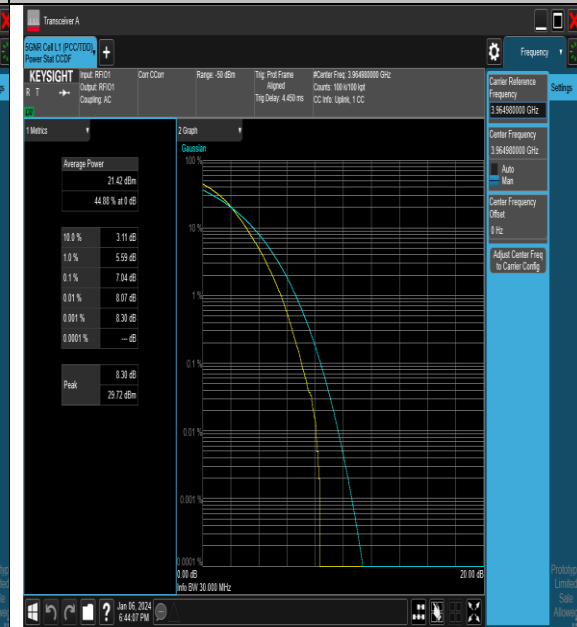 Transceiver A
5GNR Cell L1 (PCC/TDD),
Power Stat CCDF
+
Frequency
KEYSIGHT
R T
Input: RFIO1
Output: RFIO1
Coupling: AC
Corr CCorr
Range: -50 dBm
Trig: Prot Frame
Aligned
Trig Delay: 4.450 ms
#Center Freq: 3.964980000 GHz
Counts: 100 k/100 kpt
CC Info: Uplink, 1 CC
Carrier Reference
Frequency
3.964980000 GHz
Settings
Center Frequency
3.964980000 GHz
Auto
Man
Center Frequency
Offset
0 Hz
Adjust Center Freq
to Carrier Config
1 Metrics
Average Power
21.42 dBm
44.88 % at 0 dB
10.0 % 3.11 dB
1.0 % 5.59 dB
0.1 % 7.04 dB
0.01 % 8.07 dB
0.001 % 8.30 dB
0.0001 % --- dB
Peak
8.30 dB
29.72 dBm
2 Graph
Gaussian
100 %
10 %
1 %
0.1 %
0.01 %
0.001 %
0.0001 %
0.00 dB
20.00 dB
Info BW 30.000 MHz
?
Jan 06, 2024
6:44:07 PM
Limited
Sale